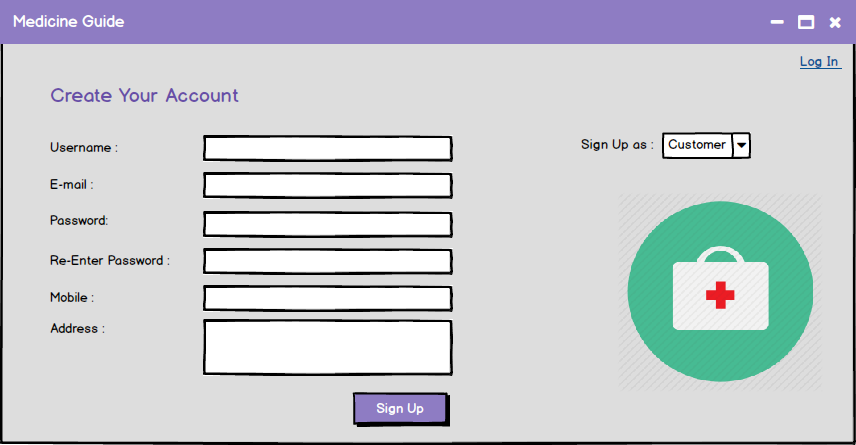 Medicine Guide
Log In
Create Your Account
Username :
Sign Up as : Customer
E-mail :
Password:
Re-Enter Password :
Mobile :
Address :
Sign Up